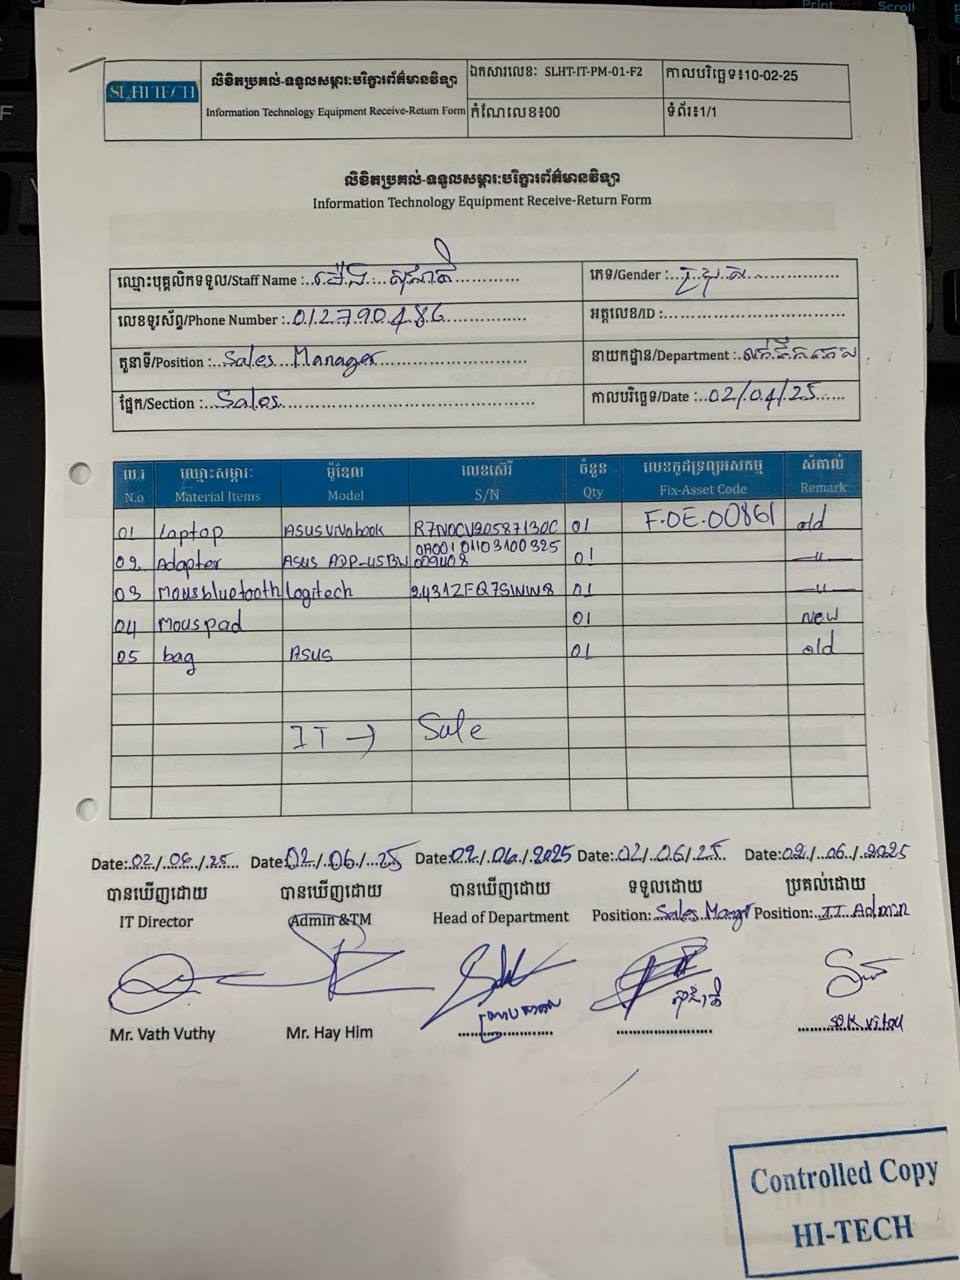 Print Scroll
SLHI TECH
លិខិតប្រគល់-ទទួលសម្ភារៈបរិក្ខារព័ត៌មានវិទ្យា
Information Technology Equipment Receive-Return Form
ឯកសារលេខៈ SLHT-IT-PM-01-F2
កាលបរិច្ឆេទ៖10-02-25
កំណែលេខ៖00
ទំព័រ៖1/1
លិខិតប្រគល់-ទទួលសម្ភារៈបរិក្ខារព័ត៌មានវិទ្យា
Information Technology Equipment Receive-Return Form
ឈ្មោះបុគ្គលិកទទួល/Staff Name :
ភេទ/Gender :
លេខទូរស័ព្ទ/Phone Number : 012790486
អត្តលេខ/ID :
តួនាទី/Position : Sales Manager
នាយកដ្ឋាន/Department :
ផ្នែក/Section : Sales
កាលបរិច្ឆេទ/Date : 02/04/25
ល.រ ឈ្មោះសម្ភារៈ ម៉ូឌែល លេខស៊េរី ចំនួន លេខកូដទ្រព្យអសកម្ម សំគាល់
N.o Material Items Model S/N Qty Fix-Asset Code Remark
01 Laptop ASUS Vivobook R7N0CV20587130C 01 F.OE.00861 old
02 Adapter ASUS ADP-45BW 0A001 01103100325 009408 01 —〃—
03 Mousbluetooth Logitech 2431ZFQ7SWW8 01 —〃—
04 Mouspad 01 New
05 bag ASUS 01 old
IT → Sale
Date: 02/06/25 Date: 02/06/25 Date: 02/06/2025 Date: 02/06/25 Date: 02/06/2025
បានឃើញដោយ បានឃើញដោយ បានឃើញដោយ ទទួលដោយ ប្រគល់ដោយ
IT Director Admin &TM Head of Department Position: Sales Mangr Position: IT Admin
Mr. Vath Vuthy Mr. Hay Him SOK Vitou
Controlled Copy
HI-TECH